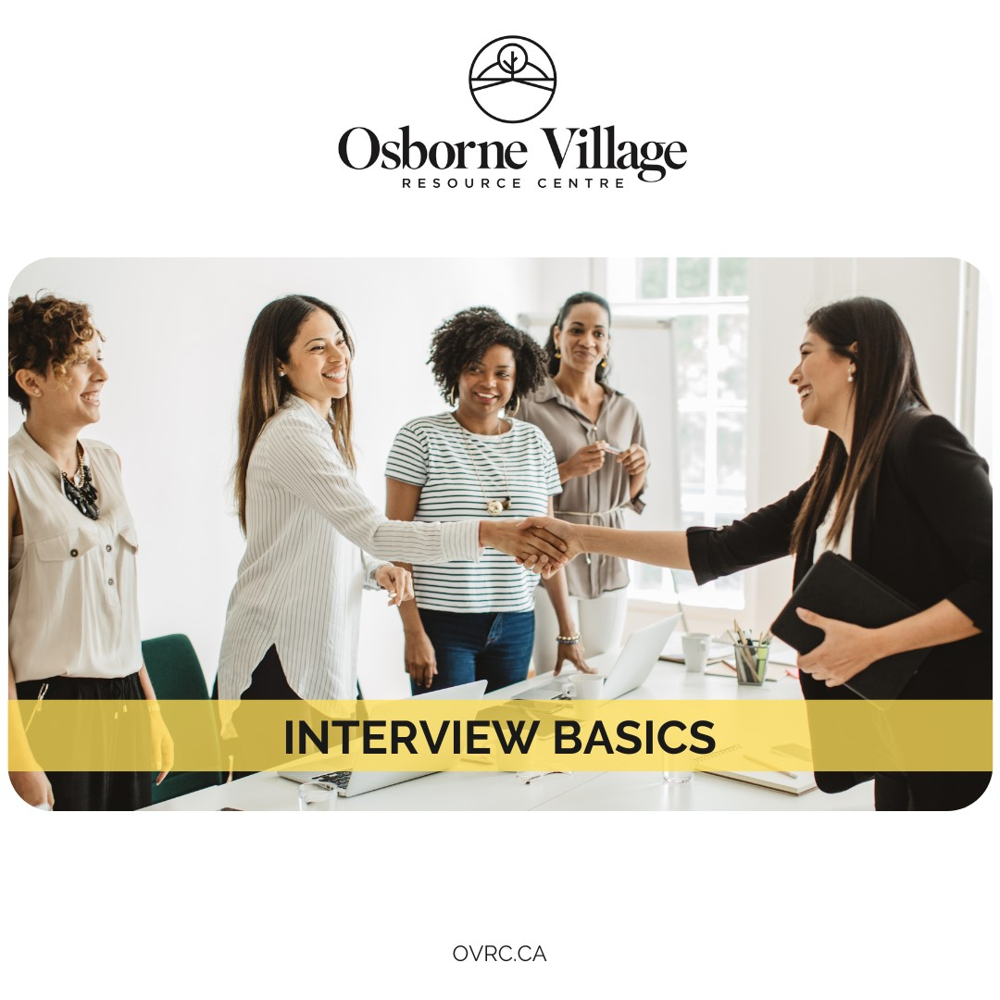 Osborne Village
RESOURCE CENTRE
INTERVIEW BASICS
OVRC.CA